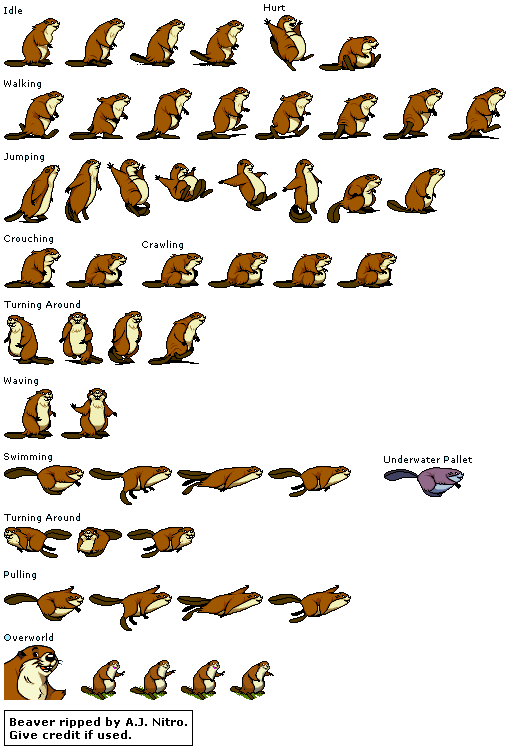 Idle
Hurt
Walking
Jumping
Crouching
Crawling
Turning Around
Waving
Swimming
Underwater Pallet
Turning Around
Pulling
Overworld
Beaver ripped by A.J. Nitro.
Give credit if used.